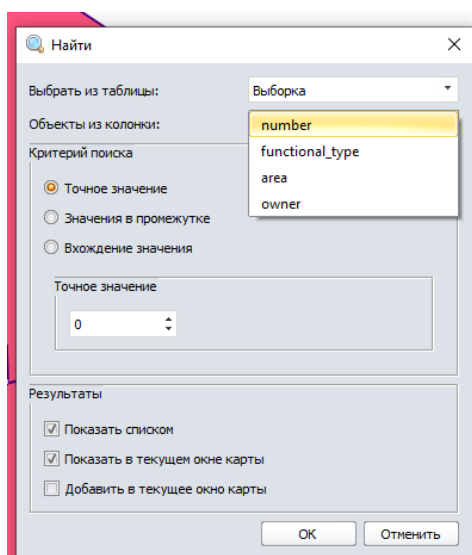 Найти
Выбрать из таблицы: Выборка
Объекты из колонки: number
functional_type
area
owner
Критерий поиска
Точное значение
Значения в промежутке
Вхождение значения
Точное значение
0
Результаты
Показать списком
Показать в текущем окне карты
Добавить в текущее окно карты
OK Отменить